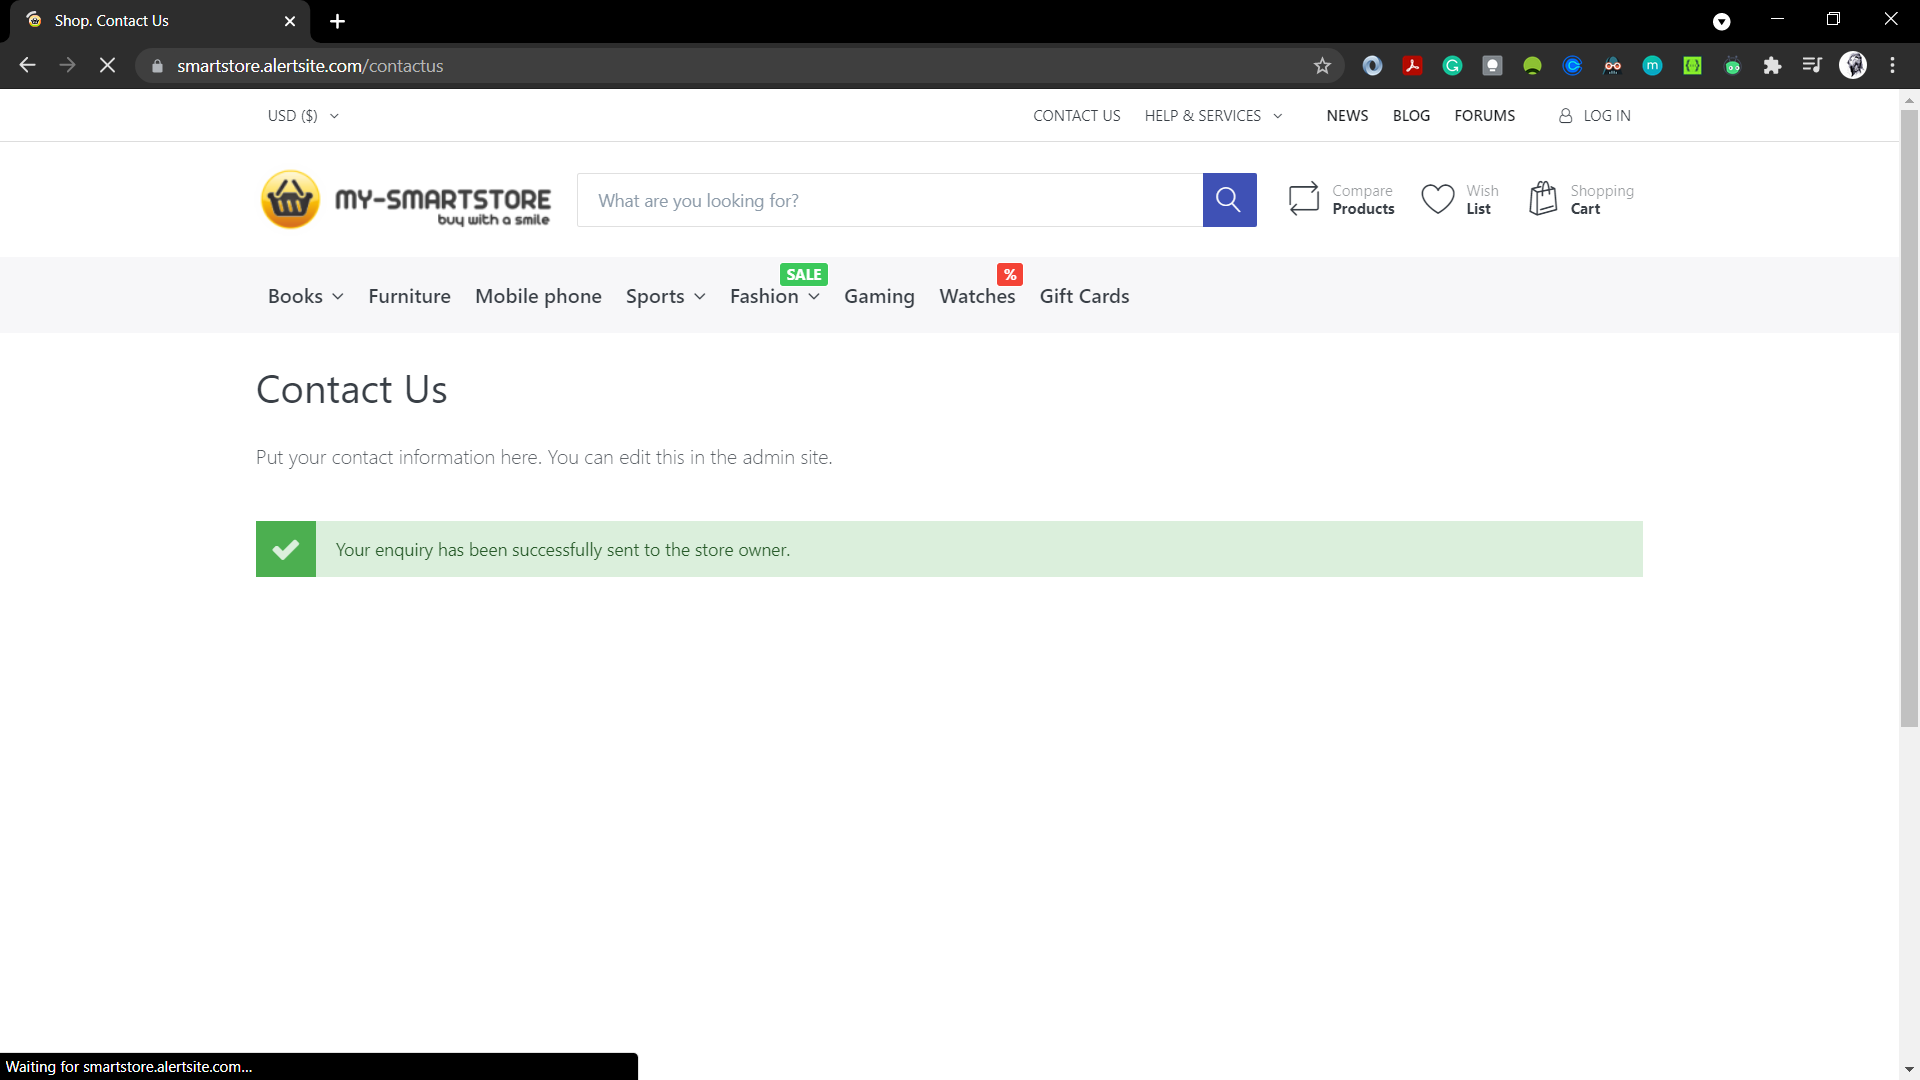 Shop. Contact Us
smartstore.alertsite.com/contactus
USD ($)
CONTACT US
HELP & SERVICES
NEWS
BLOG
FORUMS
LOG IN
MY-SMARTSTORE
buy with a smile
What are you looking for?
Compare
Products
Wish
List
Shopping
Cart
SALE
%
Books
Furniture
Mobile phone
Sports
Fashion
Gaming
Watches
Gift Cards
Contact Us
Put your contact information here. You can edit this in the admin site.
Your enquiry has been successfully sent to the store owner.
Waiting for smartstore.alertsite.com...